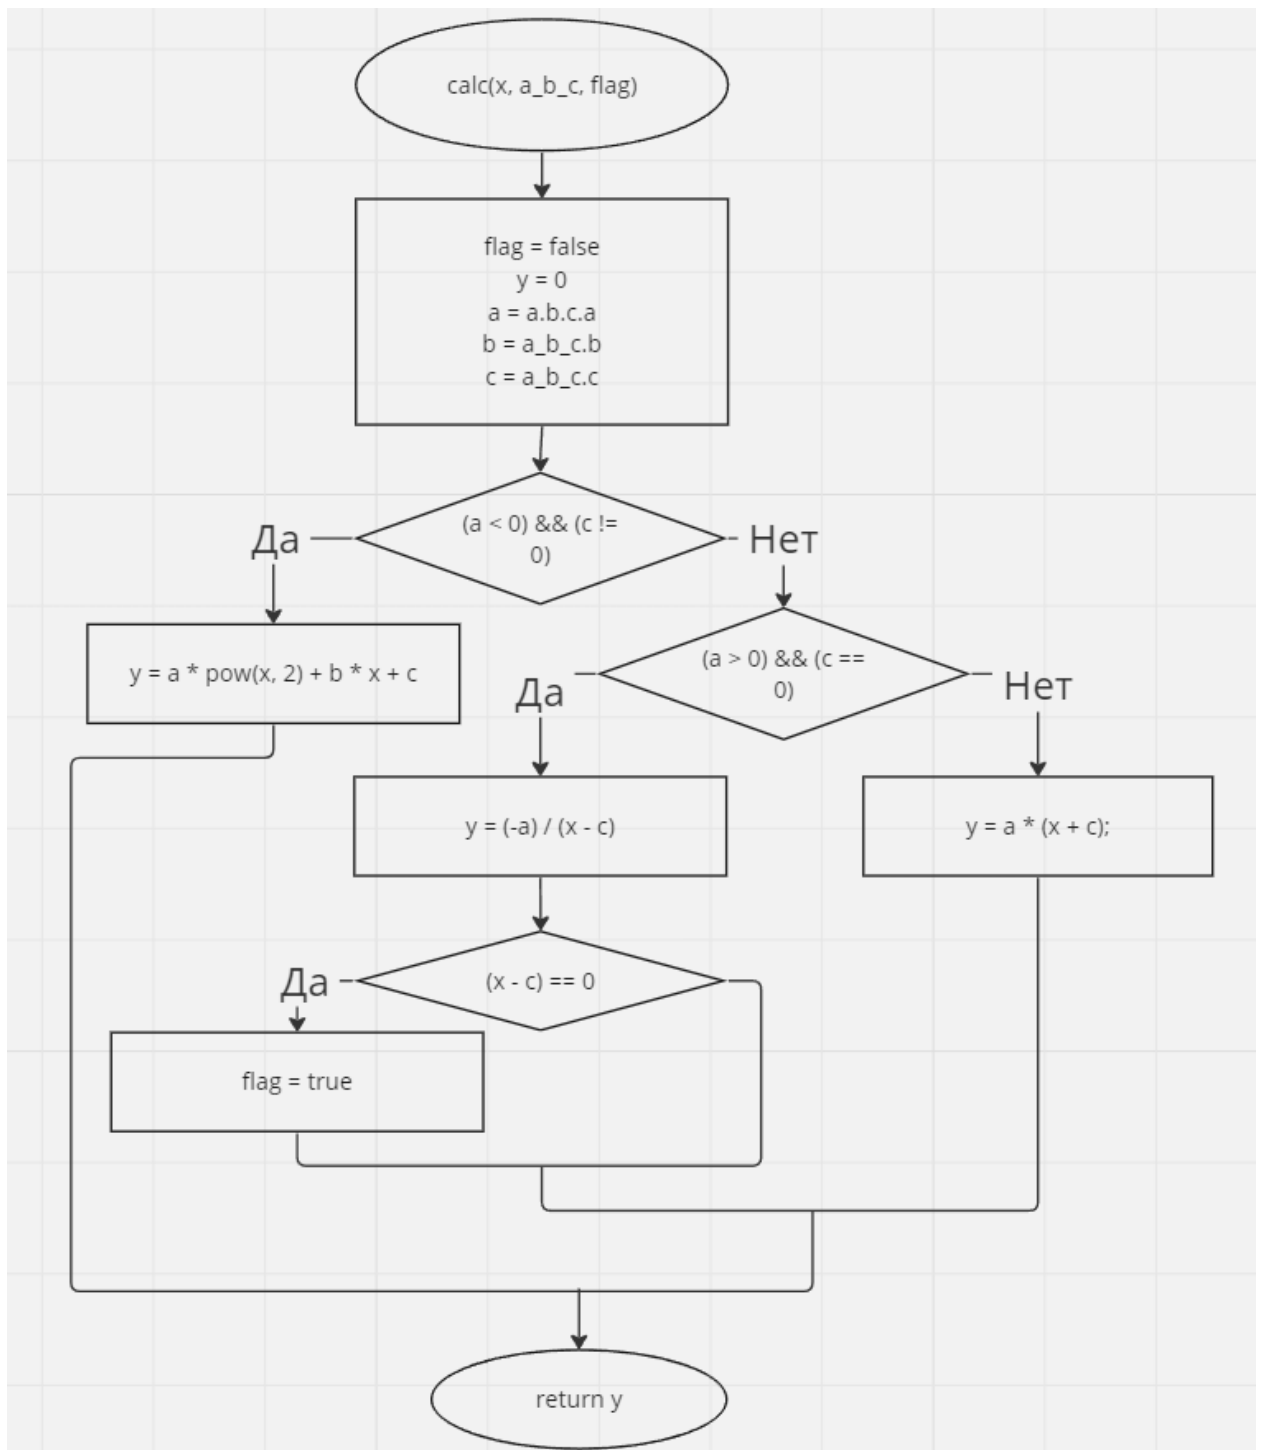 calc(x, a_b_c, flag)
flag = false
y = 0
a = a.b.c.a
b = a_b_c.b
c = a_b_c.c
(a < 0) && (c !=
0)
Да
Нет
y = a * pow(x, 2) + b * x + c
(a > 0) && (c ==
0)
Да
Нет
y = (-a) / (x - c)
y = a * (x + c);
(x - c) == 0
Да
flag = true
return y